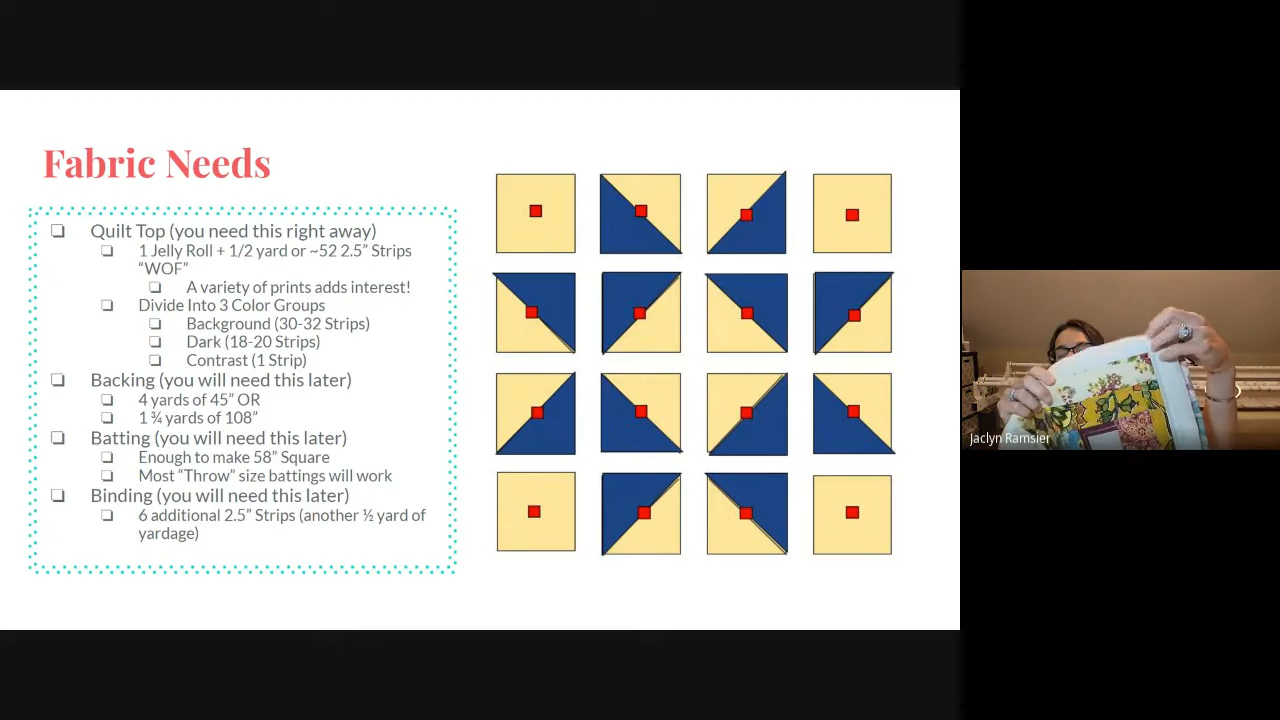 Fabric Needs
❏ Quilt Top (you need this right away)
❏ 1 Jelly Roll + 1/2 yard or ~52 2.5” Strips
“WOF”
❏ A variety of prints adds interest!
❏ Divide Into 3 Color Groups
❏ Background (30-32 Strips)
❏ Dark (18-20 Strips)
❏ Contrast (1 Strip)
❏ Backing (you will need this later)
❏ 4 yards of 45” OR
❏ 1 ¾ yards of 108”
❏ Batting (you will need this later)
❏ Enough to make 58” Square
❏ Most “Throw” size battings will work
❏ Binding (you will need this later)
❏ 6 additional 2.5” Strips (another ½ yard of
yardage)
Jaclyn Ramsier